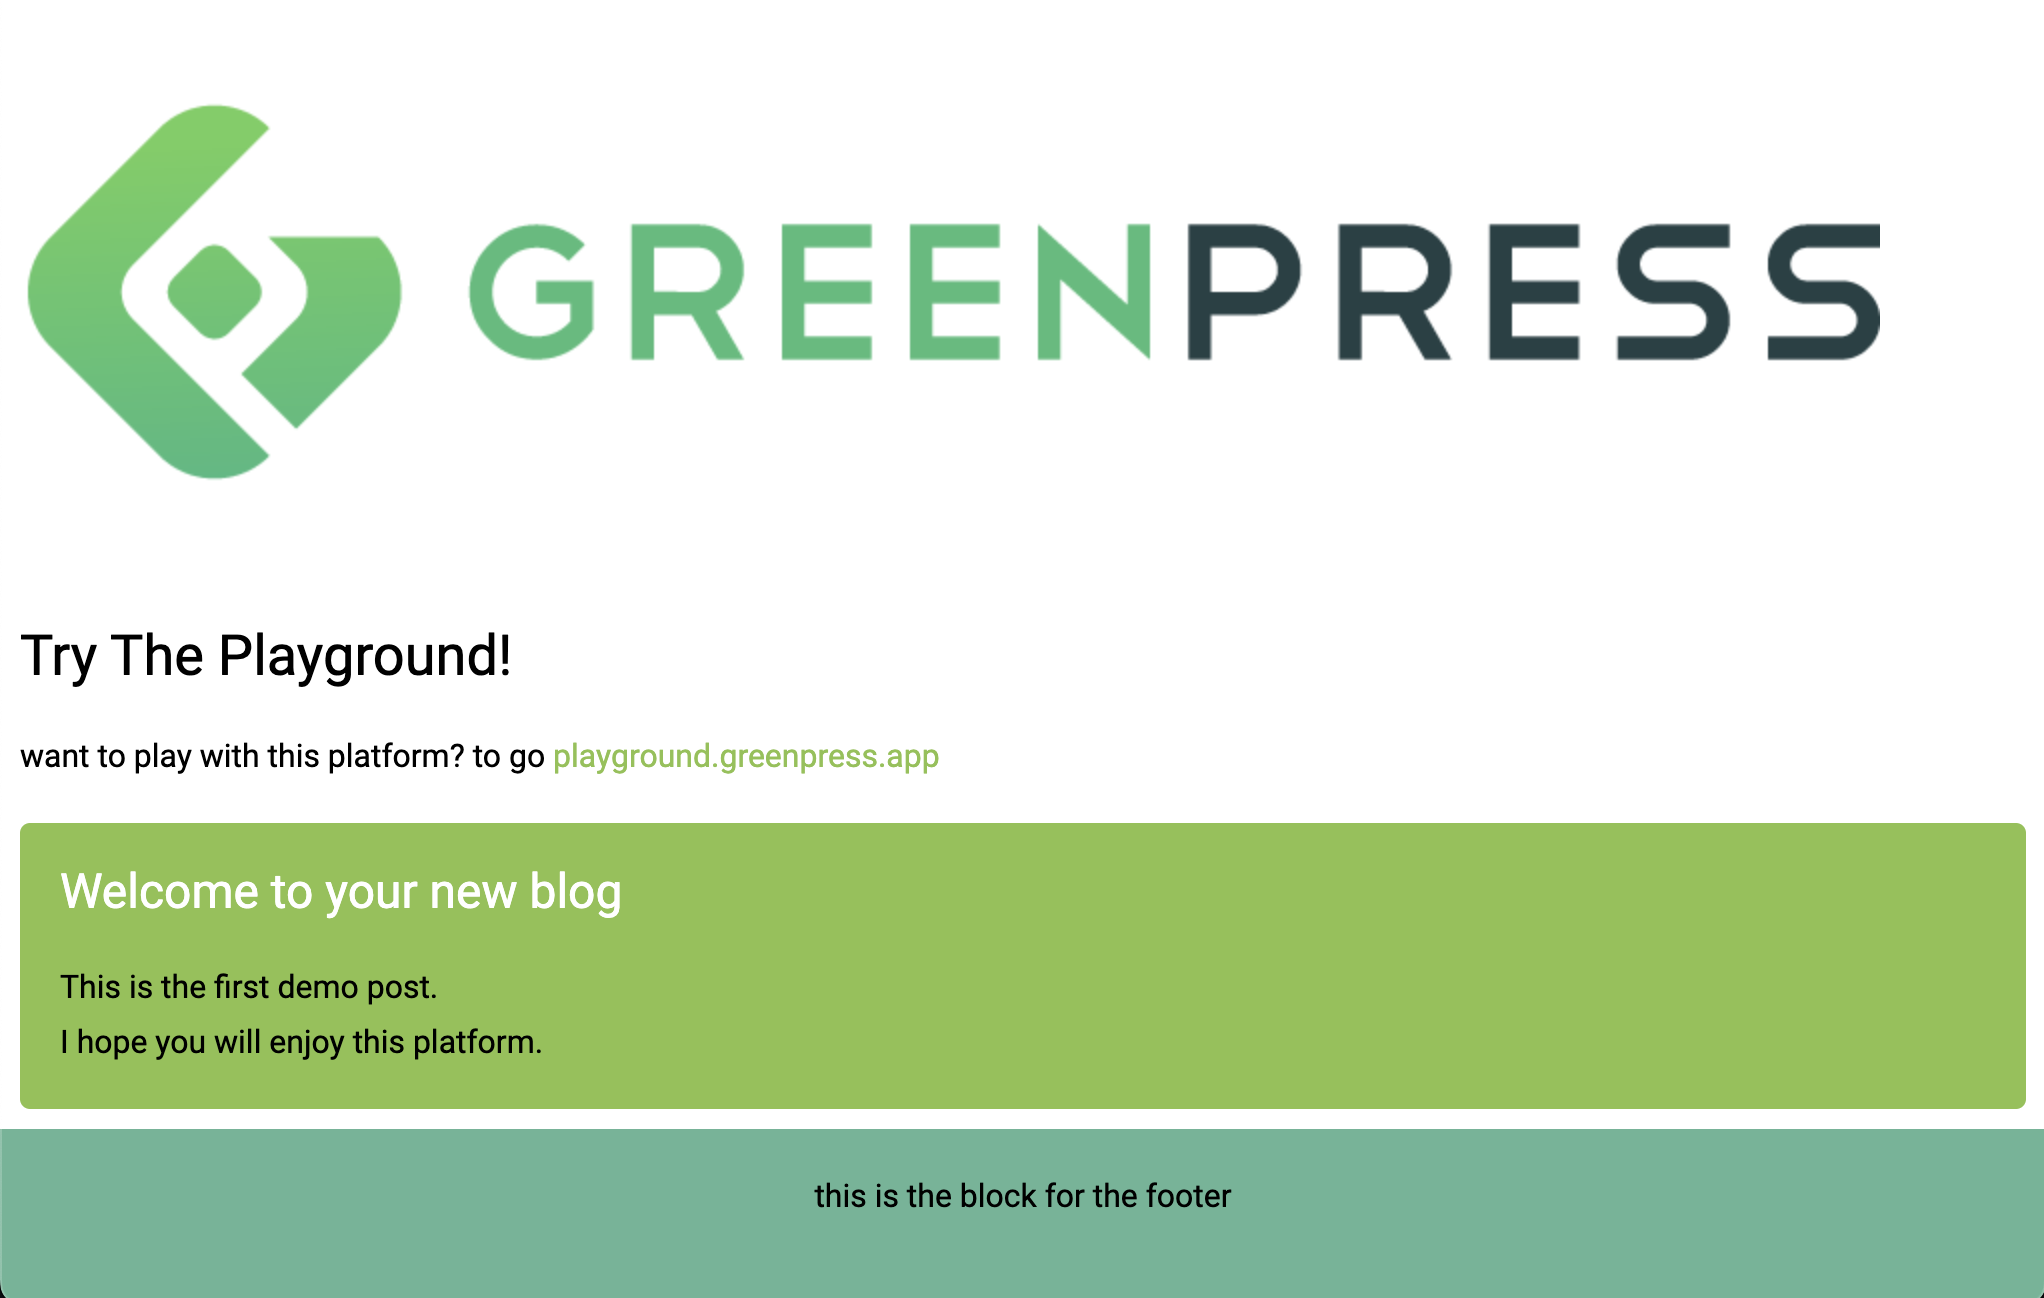 GREENPRESS
Try The Playground!
want to play with this platform? to go playground.greenpress.app
Welcome to your new blog
This is the first demo post.
I hope you will enjoy this platform.
this is the block for the footer